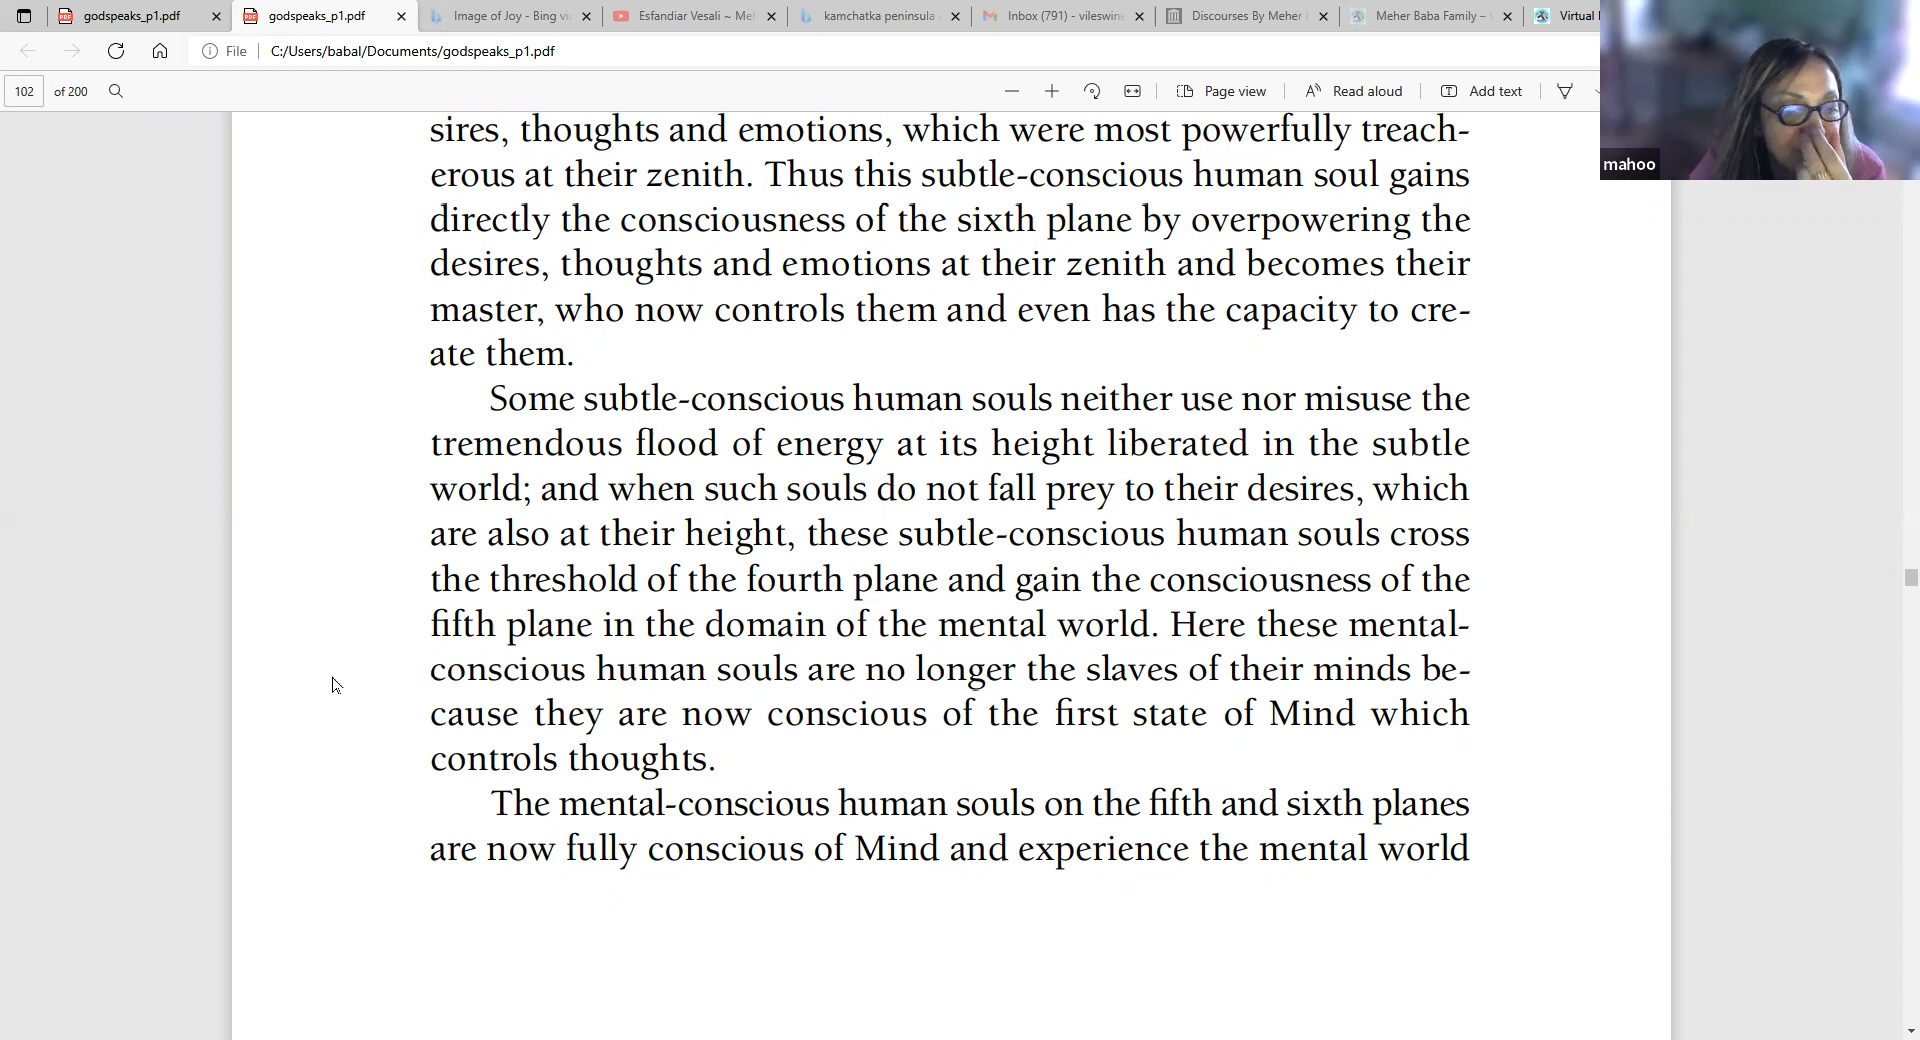 godspeaks_p1.pdf
godspeaks_p1.pdf
Image of Joy - Bing vi
Esfandiar Vesali ~ Me
kamchatka peninsula
Inbox (791) - vileswine
Discourses By Meher
Meher Baba Family –
Virtual
File
C:/Users/babal/Documents/godspeaks_p1.pdf
102 of 200
Page view
Read aloud
Add text
mahoo
sires, thoughts and emotions, which were most powerfully treach-
erous at their zenith. Thus this subtle-conscious human soul gains
directly the consciousness of the sixth plane by overpowering the
desires, thoughts and emotions at their zenith and becomes their
master, who now controls them and even has the capacity to cre-
ate them.
Some subtle-conscious human souls neither use nor misuse the
tremendous flood of energy at its height liberated in the subtle
world; and when such souls do not fall prey to their desires, which
are also at their height, these subtle-conscious human souls cross
the threshold of the fourth plane and gain the consciousness of the
fifth plane in the domain of the mental world. Here these mental-
conscious human souls are no longer the slaves of their minds be-
cause they are now conscious of the first state of Mind which
controls thoughts.
The mental-conscious human souls on the fifth and sixth planes
are now fully conscious of Mind and experience the mental world